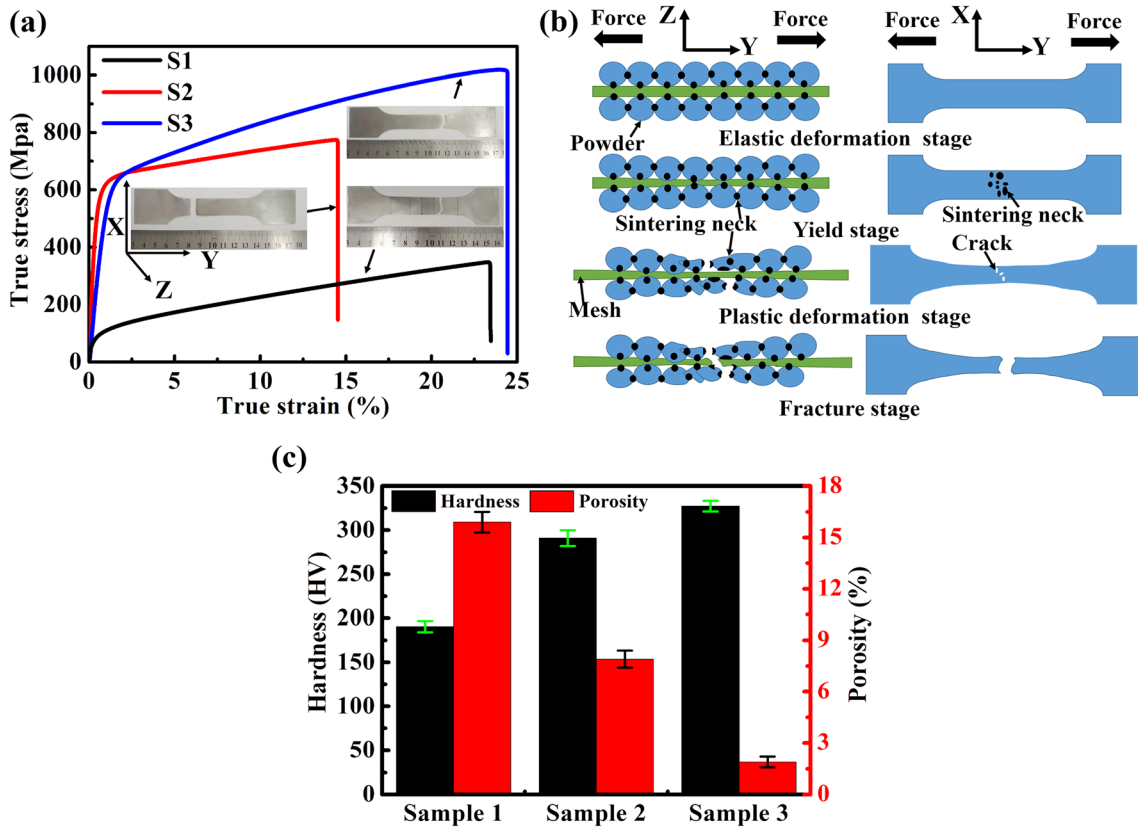 (a)
S1
S2
S3
True stress (Mpa)
1000
800
600
400
200
0
0
5
10
15
20
25
True strain (%)
X
Y
Z
(b)
Force
Z
Y
Force
Force
X
Y
Force
Powder
Elastic deformation stage
Sintering neck
Sintering neck
Yield stage
Crack
Mesh
Plastic deformation stage
Fracture stage
(c)
Hardness
Porosity
Hardness (HV)
350
300
250
200
150
100
50
0
Porosity (%)
18
15
12
9
6
3
0
Sample 1
Sample 2
Sample 3